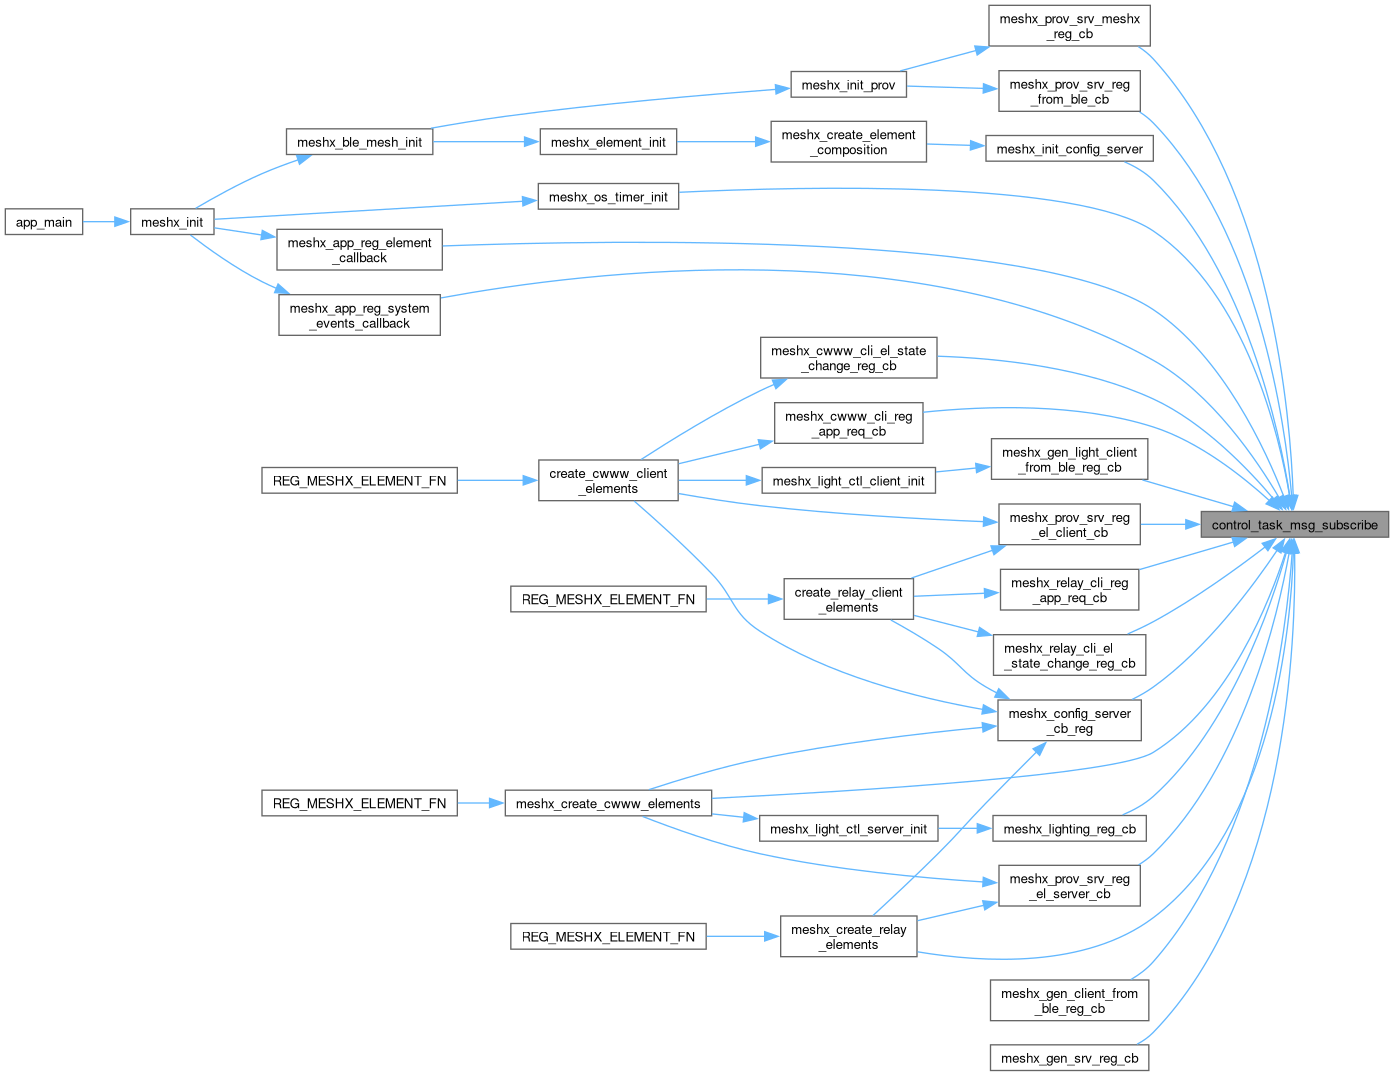 meshx_prov_srv_meshx
_reg_cb
meshx_init_prov
meshx_prov_srv_reg
_from_ble_cb
meshx_ble_mesh_init
meshx_element_init
meshx_create_element
_composition
meshx_init_config_server
meshx_os_timer_init
app_main
meshx_init
meshx_app_reg_element
_callback
meshx_app_reg_system
_events_callback
meshx_cwww_cli_el_state
_change_reg_cb
meshx_cwww_cli_reg
_app_req_cb
meshx_gen_light_client
_from_ble_reg_cb
REG_MESHX_ELEMENT_FN
create_cwww_client
_elements
meshx_light_ctl_client_init
meshx_prov_srv_reg
_el_client_cb
control_task_msg_subscribe
REG_MESHX_ELEMENT_FN
create_relay_client
_elements
meshx_relay_cli_reg
_app_req_cb
meshx_relay_cli_el
_state_change_reg_cb
meshx_config_server
_cb_reg
REG_MESHX_ELEMENT_FN
meshx_create_cwww_elements
meshx_light_ctl_server_init
meshx_lighting_reg_cb
meshx_prov_srv_reg
_el_server_cb
REG_MESHX_ELEMENT_FN
meshx_create_relay
_elements
meshx_gen_client_from
_ble_reg_cb
meshx_gen_srv_reg_cb